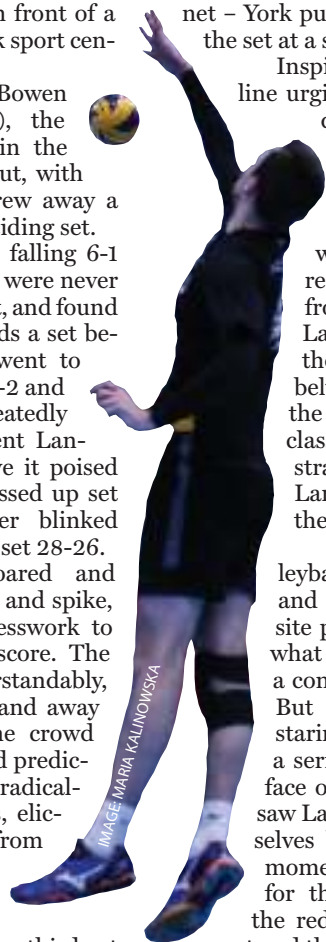 n front of a
k sport cen-
Bowen
), the
in the
ut, with
rew away a
iding set.
falling 6-1
were never
t, and found
ds a set be-
went to
-2 and
eatedly
ent Lan-
ve it poised
ssed up set
er blinked
set 28-26.
oared and
and spike,
esswork to
score. The
rstandably,
and away
he crowd
d predic-
radical-
, elic-
from
IMAGE: MARIA KALINOWSKA
net – York pu
the set at a s
Inspi
line urgi
w
re
fro
La
the
the
clas
stra
Lan
the
leyba
and
site p
what
a con
But
starin
a seri
face o
saw La
selves
mome
for th
the red